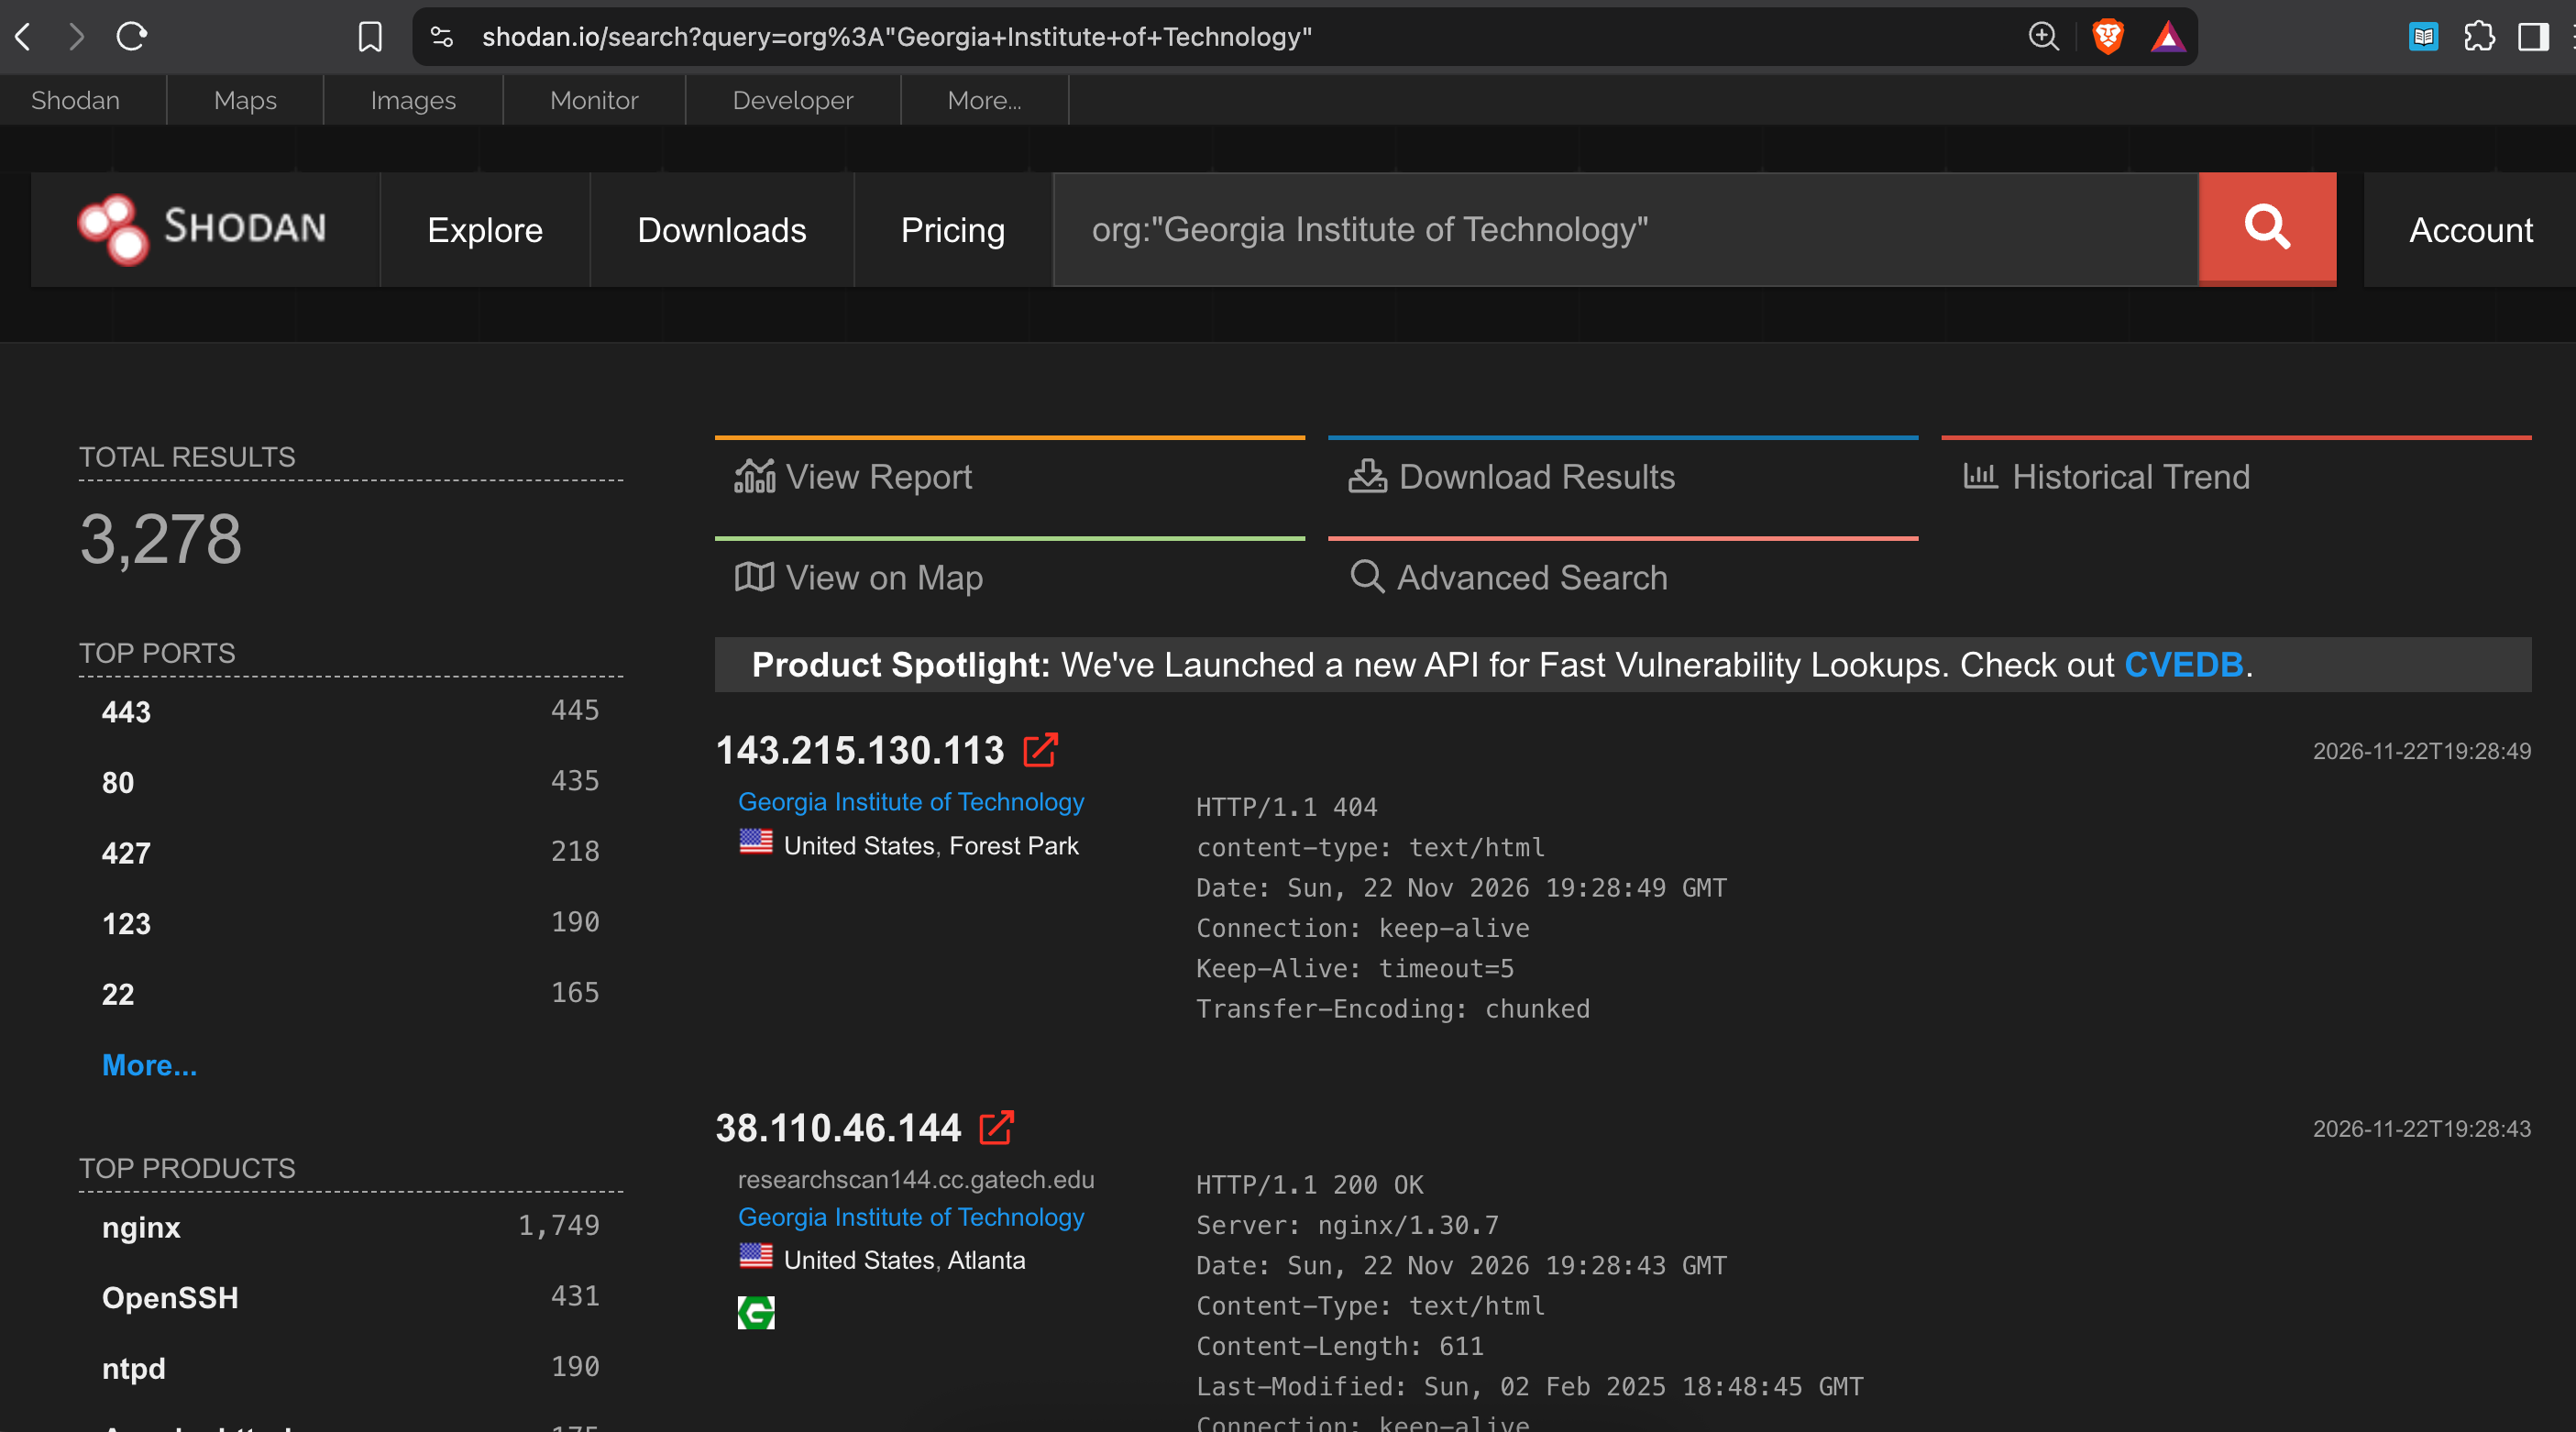 shodan.io/search?query=org%3A"Georgia+Institute+of+Technology"
Shodan
Maps
Images
Monitor
Developer
More...
SHODAN
Explore
Downloads
Pricing
org:"Georgia Institute of Technology"
Account
TOTAL RESULTS
3,278
TOP PORTS
443 445
80 435
427 218
123 190
22 165
More...
TOP PRODUCTS
nginx 1,749
OpenSSH 431
ntpd 190
View Report
Download Results
Historical Trend
View on Map
Advanced Search
Product Spotlight: We've Launched a new API for Fast Vulnerability Lookups. Check out CVEDB.
143.215.130.113
2026-11-22T19:28:49
Georgia Institute of Technology
United States, Forest Park
HTTP/1.1 404
content-type: text/html
Date: Sun, 22 Nov 2026 19:28:49 GMT
Connection: keep-alive
Keep-Alive: timeout=5
Transfer-Encoding: chunked
38.110.46.144
2026-11-22T19:28:43
researchscan144.cc.gatech.edu
Georgia Institute of Technology
United States, Atlanta
HTTP/1.1 200 OK
Server: nginx/1.30.7
Date: Sun, 22 Nov 2026 19:28:43 GMT
Content-Type: text/html
Content-Length: 611
Last-Modified: Sun, 02 Feb 2025 18:48:45 GMT
Connection: keep-alive